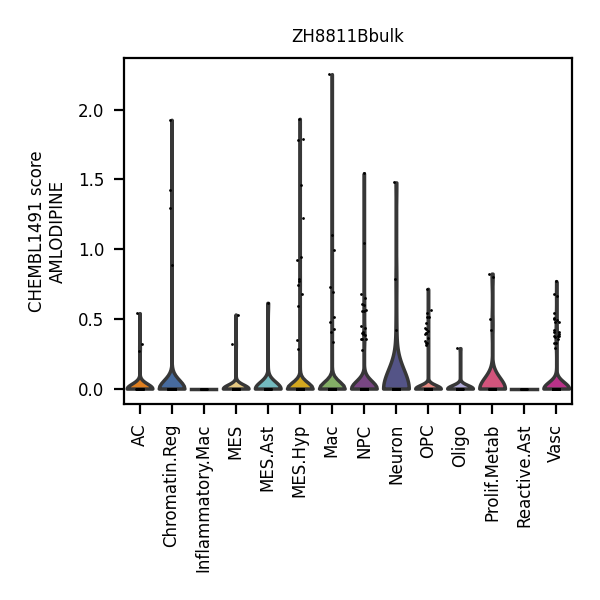 ZH8811Bbulk
CHEMBL1491 score
AMLODIPINE
2.0
1.5
1.0
0.5
0.0
AC
Chromatin.Reg
Inflammatory.Mac
MES
MES.Ast
MES.Hyp
Mac
NPC
Neuron
OPC
Oligo
Prolif.Metab
Reactive.Ast
Vasc